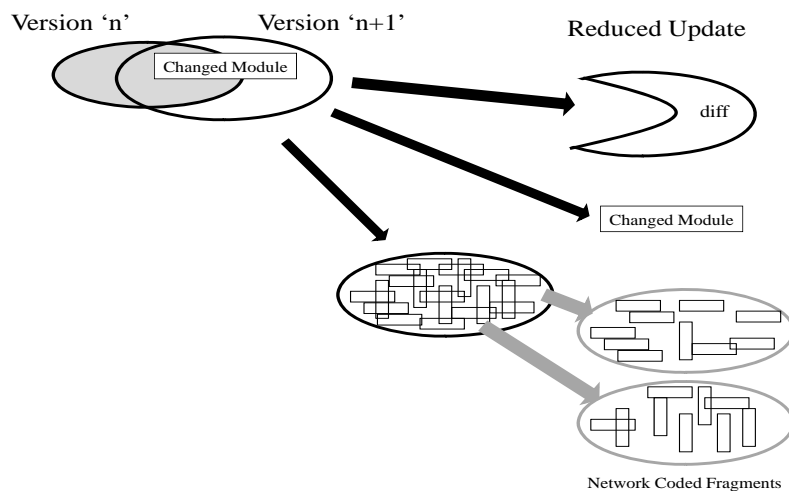 Version ‘n’
Version ‘n+1’
Reduced Update
Changed Module
diff
Changed Module
Network Coded Fragments